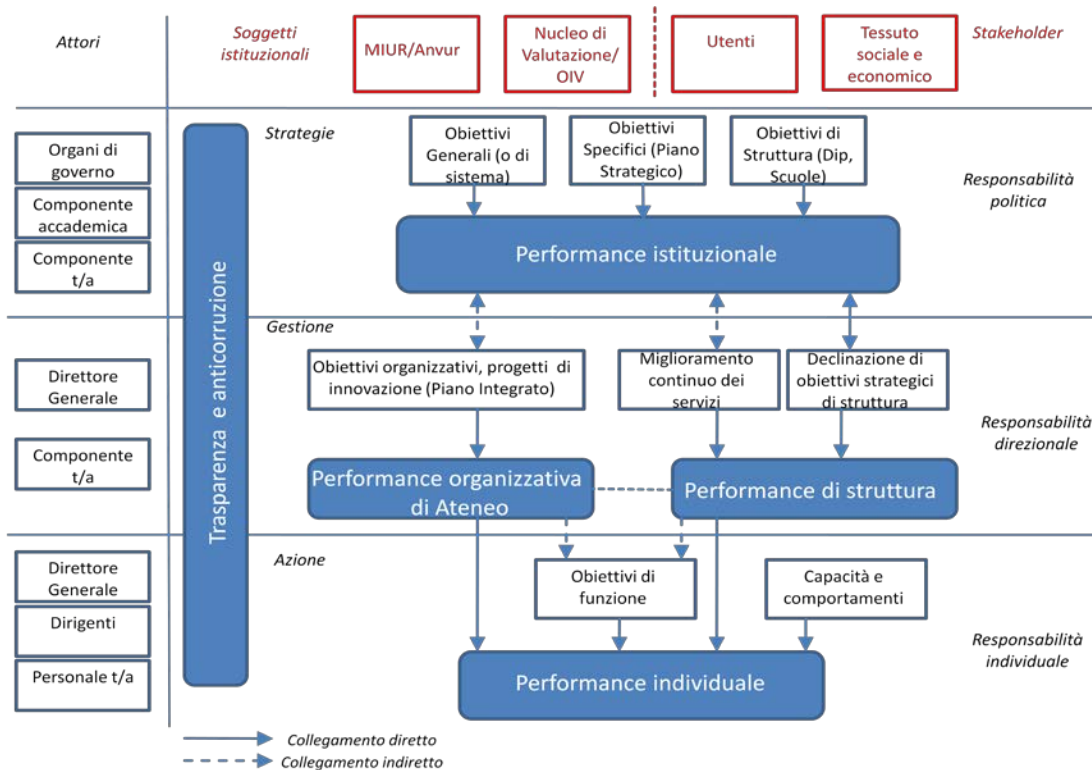 Attori
Soggetti
istituzionali
MIUR/Anvur
Nucleo di
Valutazione/
OIV
Utenti
Tessuto
sociale e
economico
Stakeholder
Organi di
governo
Componente
accademica
Componente
t/a
Trasparenza e anticorruzione
Strategie
Obiettivi
Generali (o di
sistema)
Obiettivi
Specifici (Piano
Strategico)
Obiettivi di
Struttura (Dip,
Scuole)
Responsabilità
politica
Performance istituzionale
Gestione
Direttore
Generale
Componente
t/a
Obiettivi organizzativi, progetti di
innovazione (Piano Integrato)
Miglioramento
continuo dei
servizi
Declinazione di
obiettivi strategici
di struttura
Responsabilità
direzionale
Performance organizzativa
di Ateneo
Performance di struttura
Azione
Direttore
Generale
Dirigenti
Personale t/a
Obiettivi di
funzione
Capacità e
comportamenti
Responsabilità
individuale
Performance individuale
Collegamento diretto
Collegamento indiretto